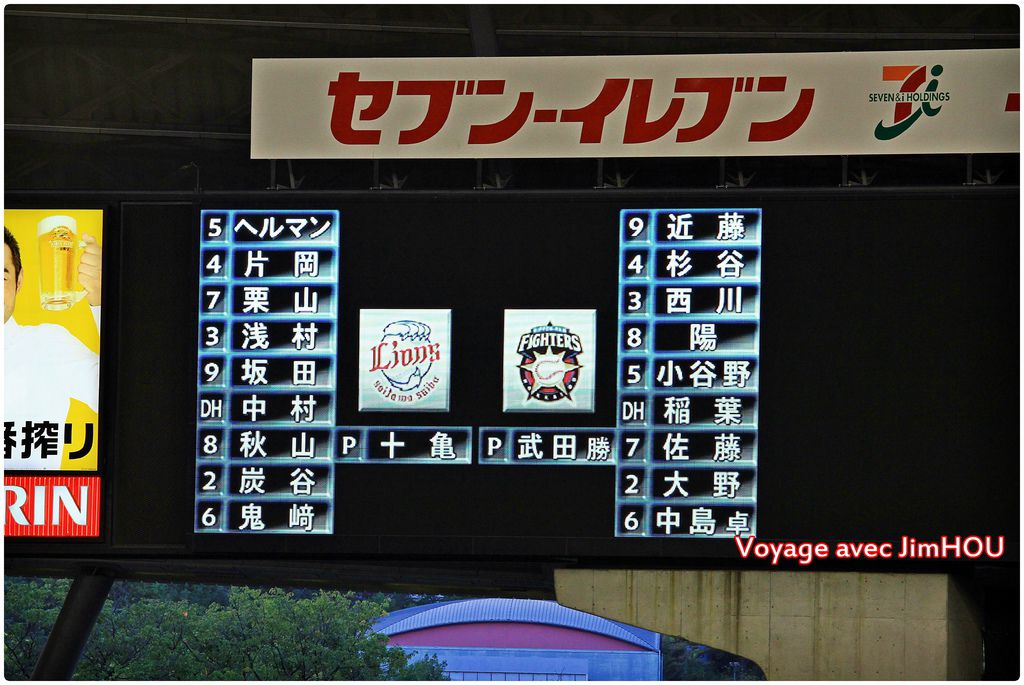 セブン-イレブン
SEVEN&i HOLDINGS
5 ヘルマン
4 片岡
7 栗山
3 浅村
9 坂田
DH 中村
8 秋山
2 炭谷
6 鬼﨑
Lions
saitama seibu
P 十亀
FIGHTERS
P 武田勝
9 近藤
4 杉谷
3 西川
8 陽
5 小谷野
DH 稲葉
7 佐藤
2 大野
6 中島卓
番搾り
RIN
Voyage avec JimHOU